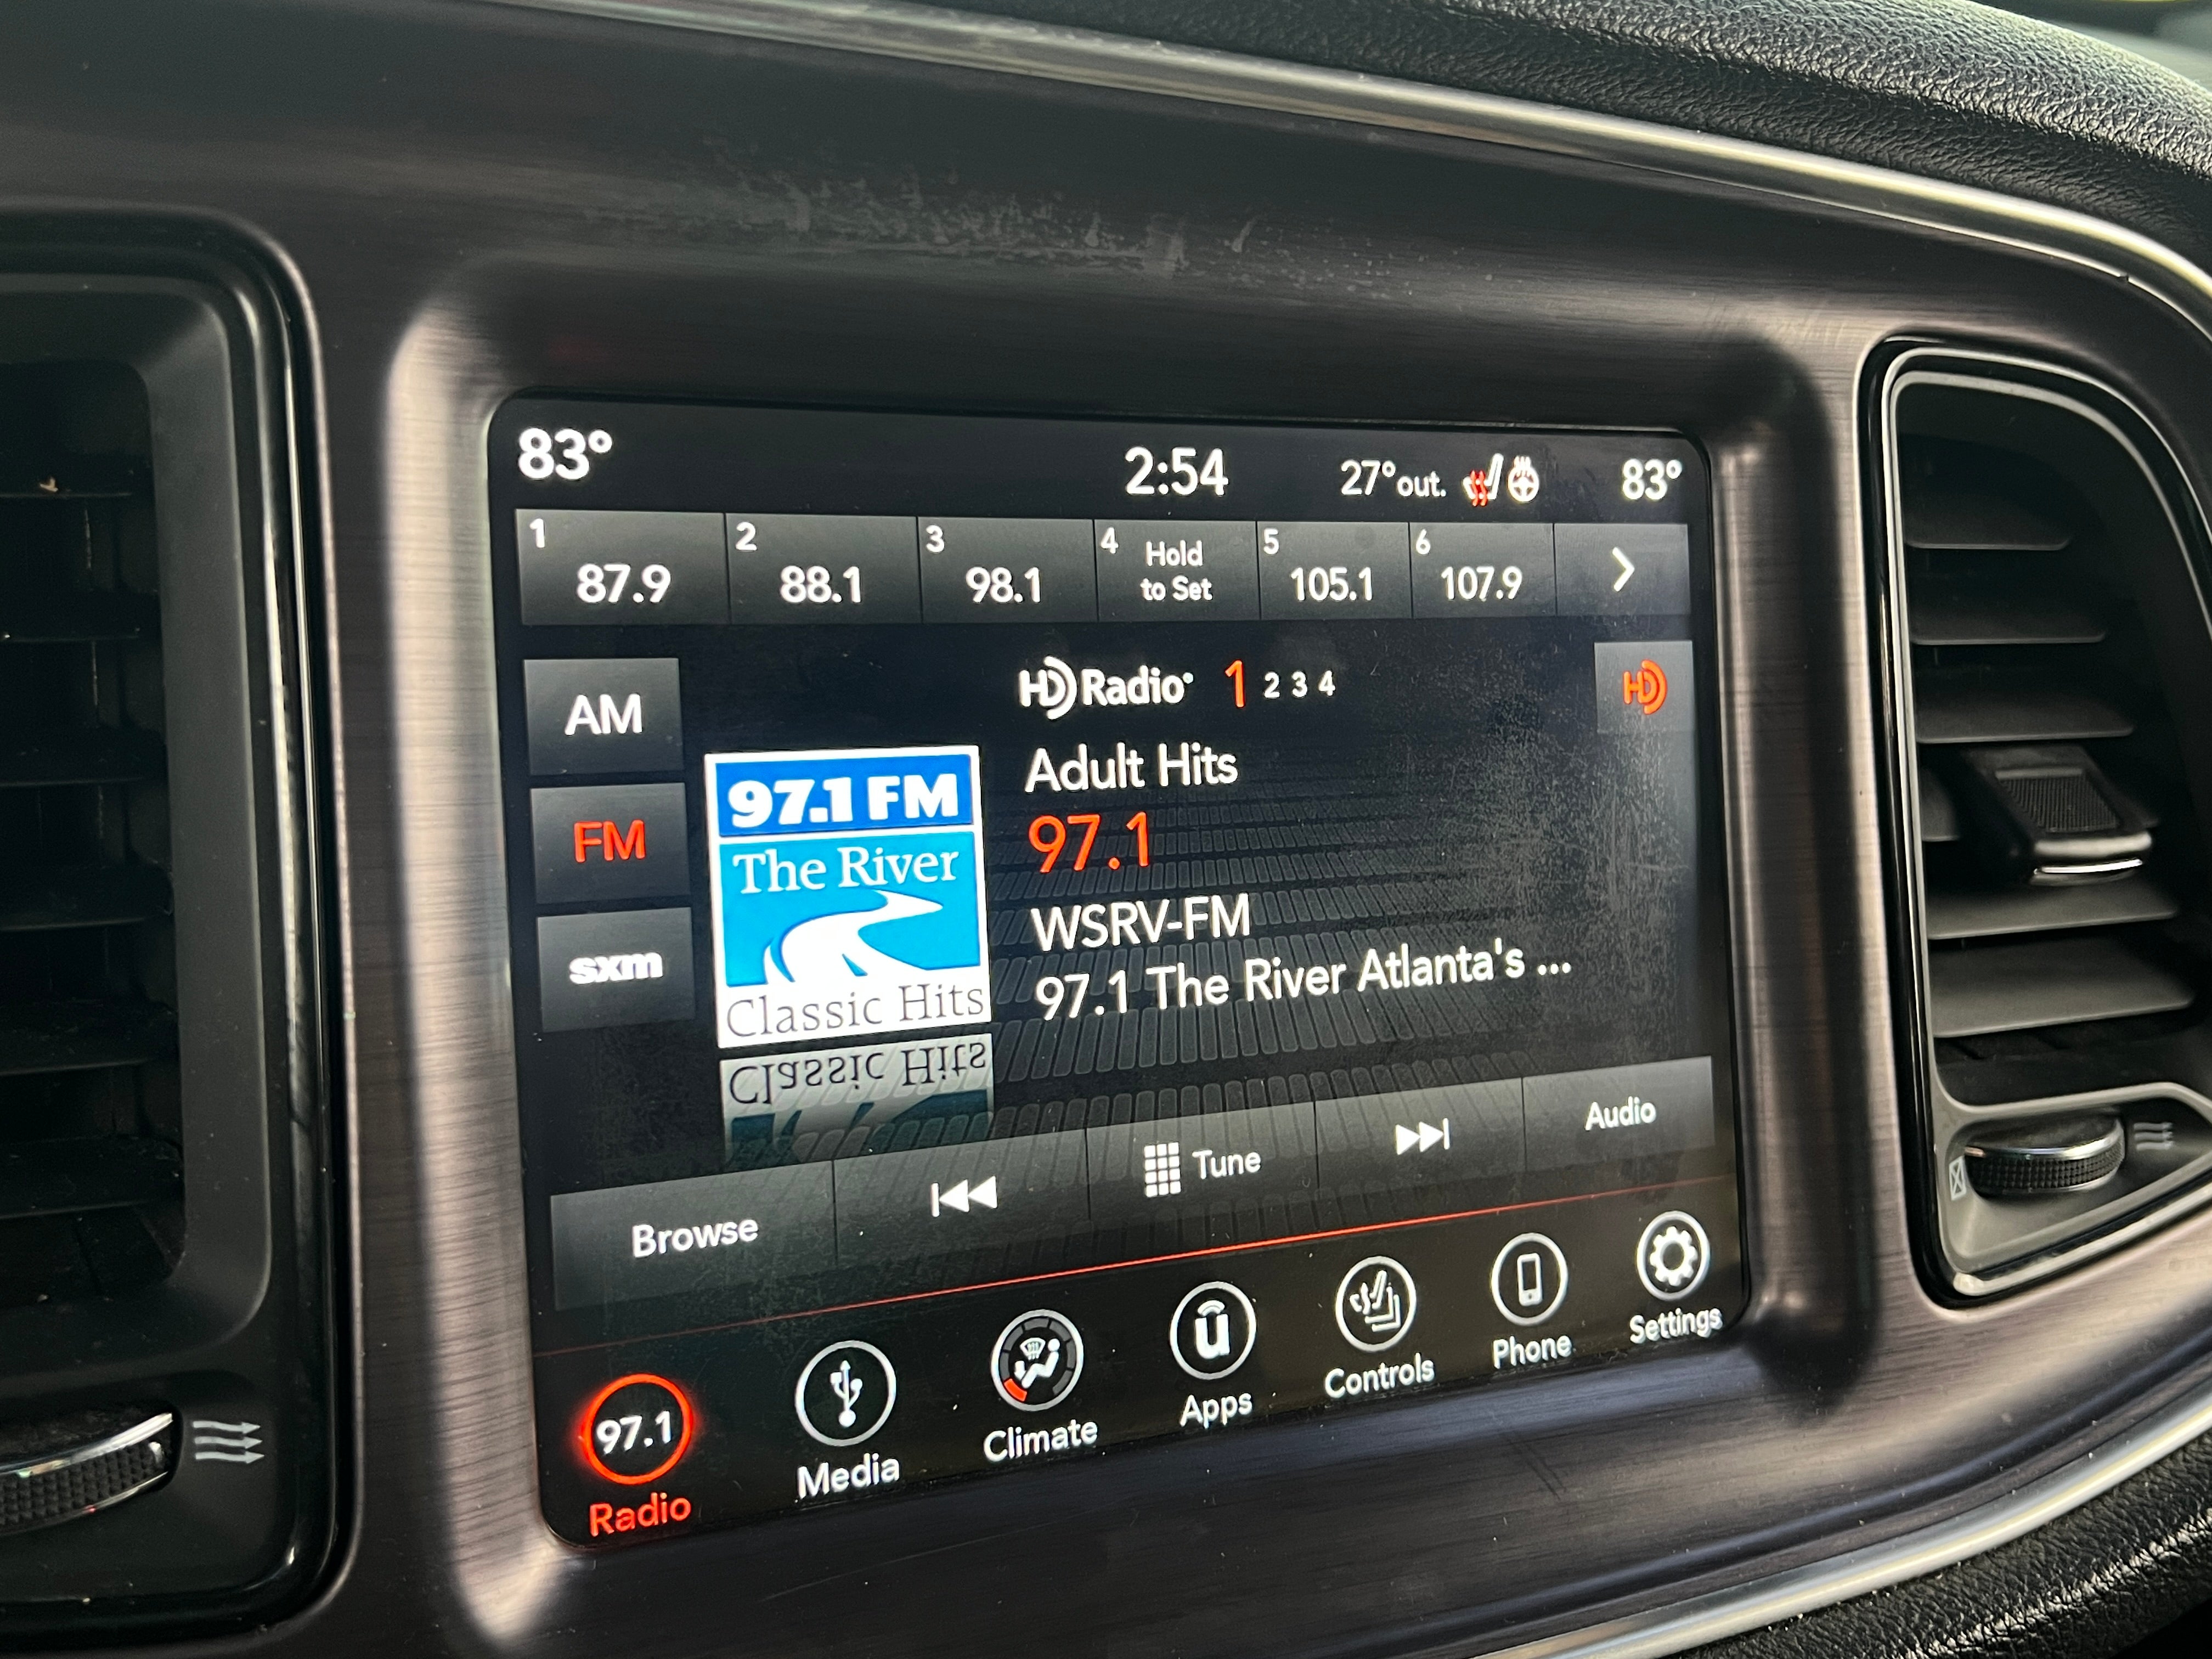 83° 2:54 27°out. 83°
1 87.9 2 88.1 3 98.1 4 Hold to Set 5 105.1 6 107.9
HD Radio 1 2 3 4 HD
AM
FM
sxm
97.1 FM
The River
Classic Hits
Classic Hits
Adult Hits
97.1
WSRV-FM
97.1 The River Atlanta's ...
Browse Tune Audio
97.1
Radio Media Climate Apps Controls Phone Settings